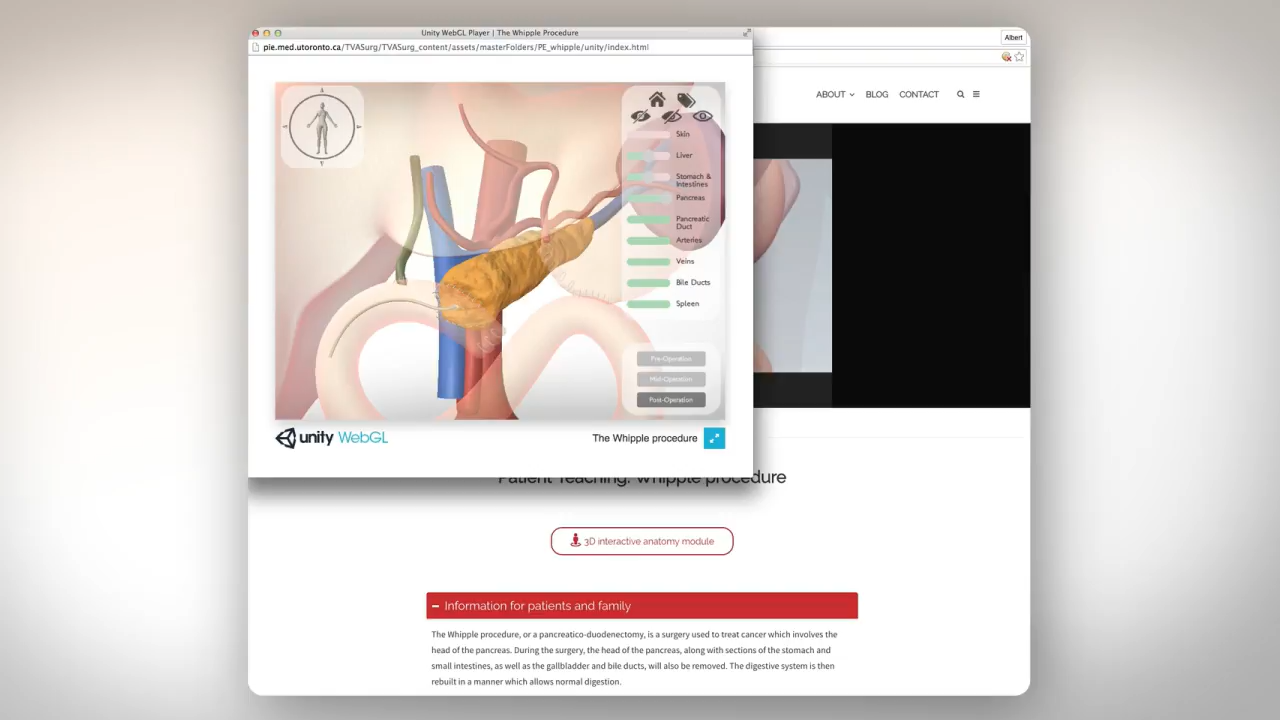 Unity WebGL Player | The Whipple Procedure
pie.med.utoronto.ca/TVASurg/TVASurg_content/assets/masterFolders/PE_whipple/unity/index.html
Albert
ABOUT BLOG CONTACT
Skin
Liver
Stomach &
Intestines
Pancreas
Pancreatic
Duct
Arteries
Veins
Bile Ducts
Spleen
Pre-Operation
Mid-Operation
Post-Operation
unity WebGL
The Whipple procedure
Patient Teaching: Whipple procedure
3D interactive anatomy module
Information for patients and family
The Whipple procedure, or a pancreatico-duodenectomy, is a surgery used to treat cancer which involves the
head of the pancreas. During the surgery, the head of the pancreas, along with sections of the stomach and
small intestines, as well as the gallbladder and bile ducts, will also be removed. The digestive system is then
rebuilt in a manner which allows normal digestion.